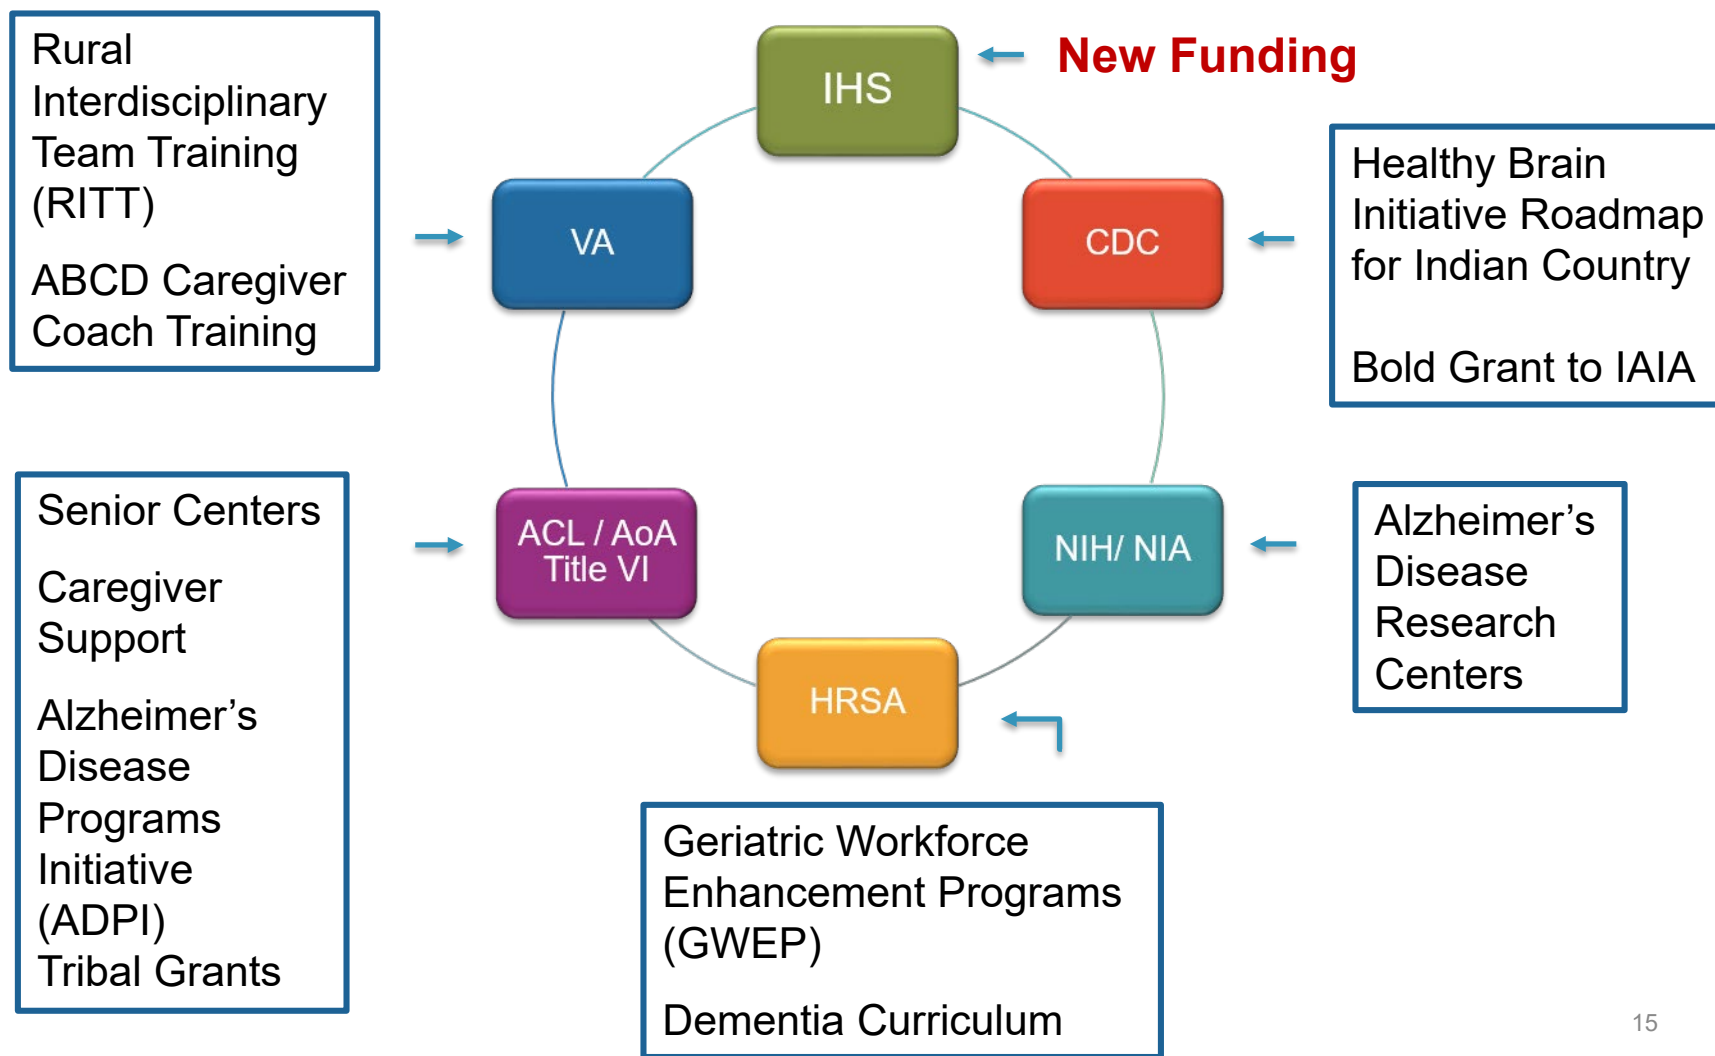 Rural
Interdisciplinary
Team Training
(RITT)
ABCD Caregiver
Coach Training
IHS
New Funding
VA
CDC
Healthy Brain
Initiative Roadmap
for Indian Country
Bold Grant to IAIA
Senior Centers
Caregiver
Support
Alzheimer’s
Disease
Programs
Initiative
(ADPI)
Tribal Grants
ACL / AoA
Title VI
NIH/ NIA
Alzheimer’s
Disease
Research
Centers
HRSA
Geriatric Workforce
Enhancement Programs
(GWEP)
Dementia Curriculum
15